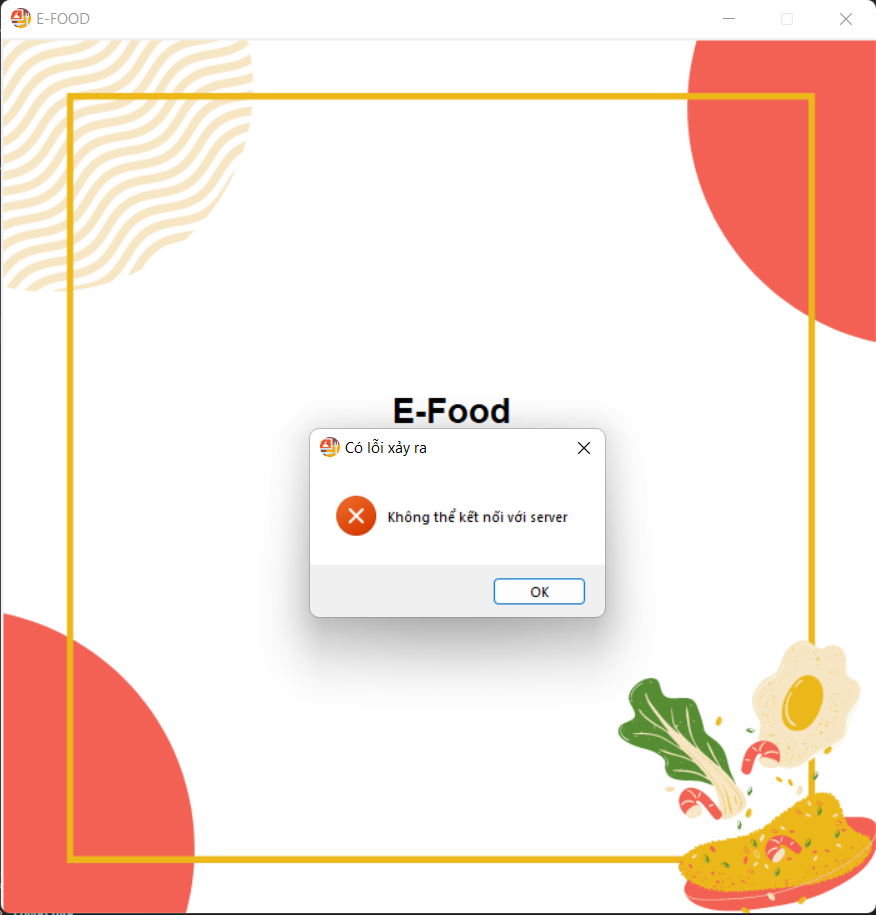 E-FOOD
E-Food
Có lỗi xảy ra
Không thể kết nối với server
OK